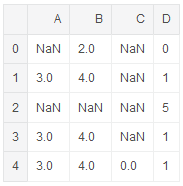 A B C D
0 NaN 2.0 NaN 0
1 3.0 4.0 NaN 1
2 NaN NaN NaN 5
3 3.0 4.0 NaN 1
4 3.0 4.0 0.0 1